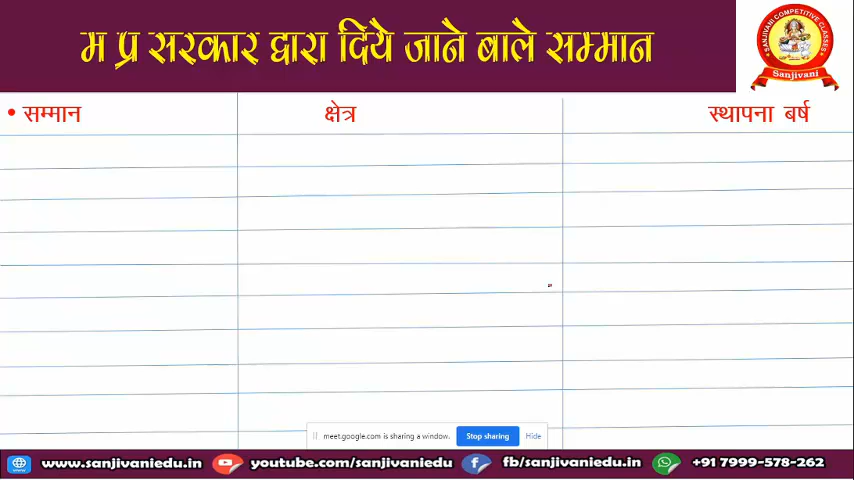 म प्र सरकार द्वारा दिये जाने बाले सम्मान
SANJIVANI COMPETITIVE CLASSES
Sanjivani
• सम्मान क्षेत्र स्थापना बर्ष
meet.google.com is sharing a window. Stop sharing Hide
www.sanjivaniedu.in youtube.com/sanjivaniedu fb/sanjivaniedu.in +91 7999-578-262